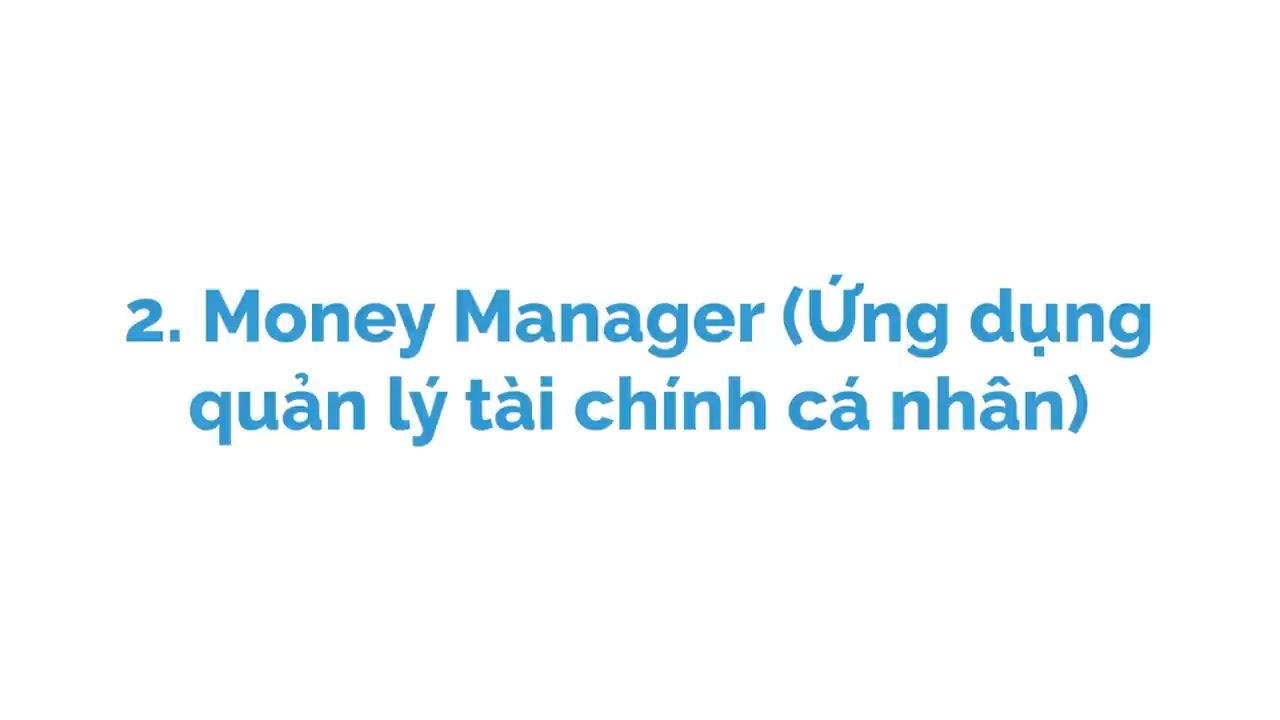 2. Money Manager (Ứng dụng
quản lý tài chính cá nhân)